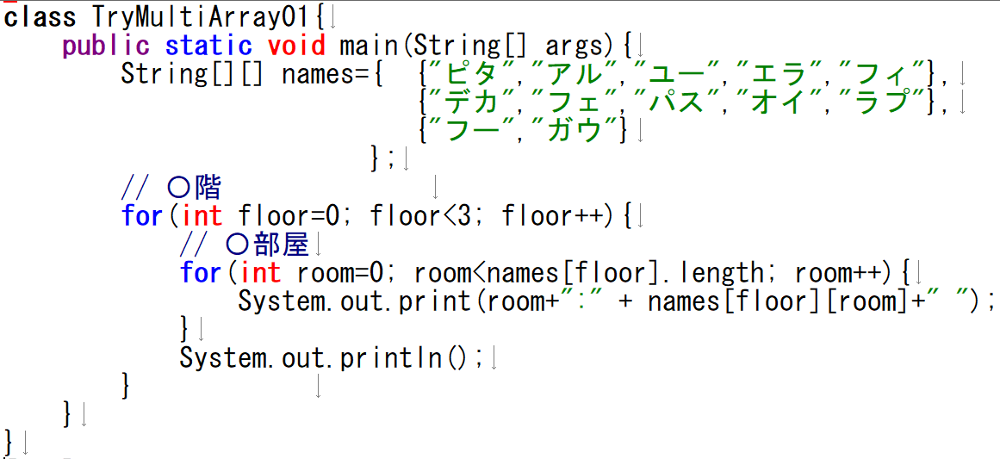 class TryMultiArray01{↓
    public static void main(String[] args){↓
        String[][] names={  {"ピタ","アル","ユー","エラ","フィ"},↓
                            {"デカ","フェ","パス","オイ","ラプ"},↓
                            {"フー","ガウ"}↓
                         };↓
        // 〇階              ↓
        for(int floor=0; floor<3; floor++){↓
            // 〇部屋↓
            for(int room=0; room<names[floor].length; room++){↓
                System.out.print(room+":" + names[floor][room]+" ");
            }↓
            System.out.println();↓
        }             ↓
    }↓
}↓